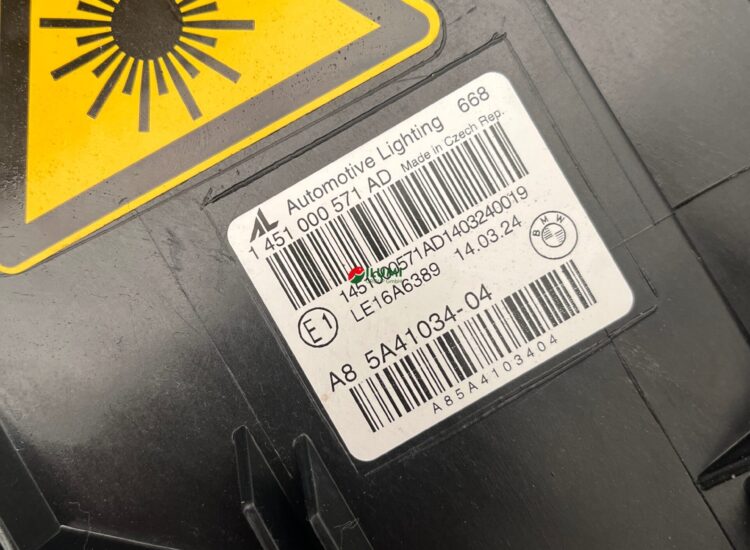 AL Automotive Lighting 668
1 451 000 571 AD Made in Czech Rep.
1451000571AD1403240019
LE16A6389 14.03.24
BMW
E1
A8 5A41034-04
A85A4103404